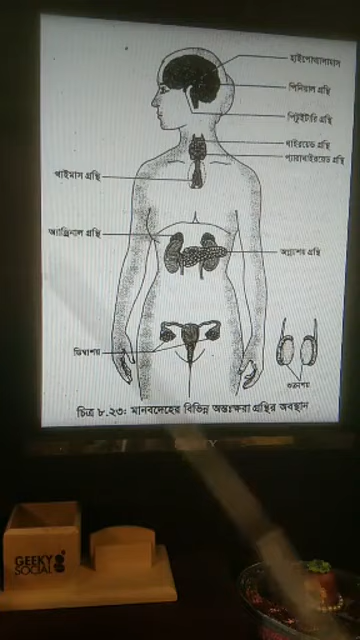 হাইপোথ্যালামাস
পিনিয়াল গ্রন্থি
পিটুইটারি গ্রন্থি
থাইরয়েড গ্রন্থি
প্যারাথাইরয়েড গ্রন্থি
থাইমাস গ্রন্থি
অ্যাড্রিনাল গ্রন্থি
অগ্ন্যাশয় গ্রন্থি
ডিম্বাশয়
শুক্রাশয়
চিত্র ৮.২৩: মানবদেহের বিভিন্ন অন্তঃক্ষরা গ্রন্থির অবস্থান
GEEKY
SOCIAL